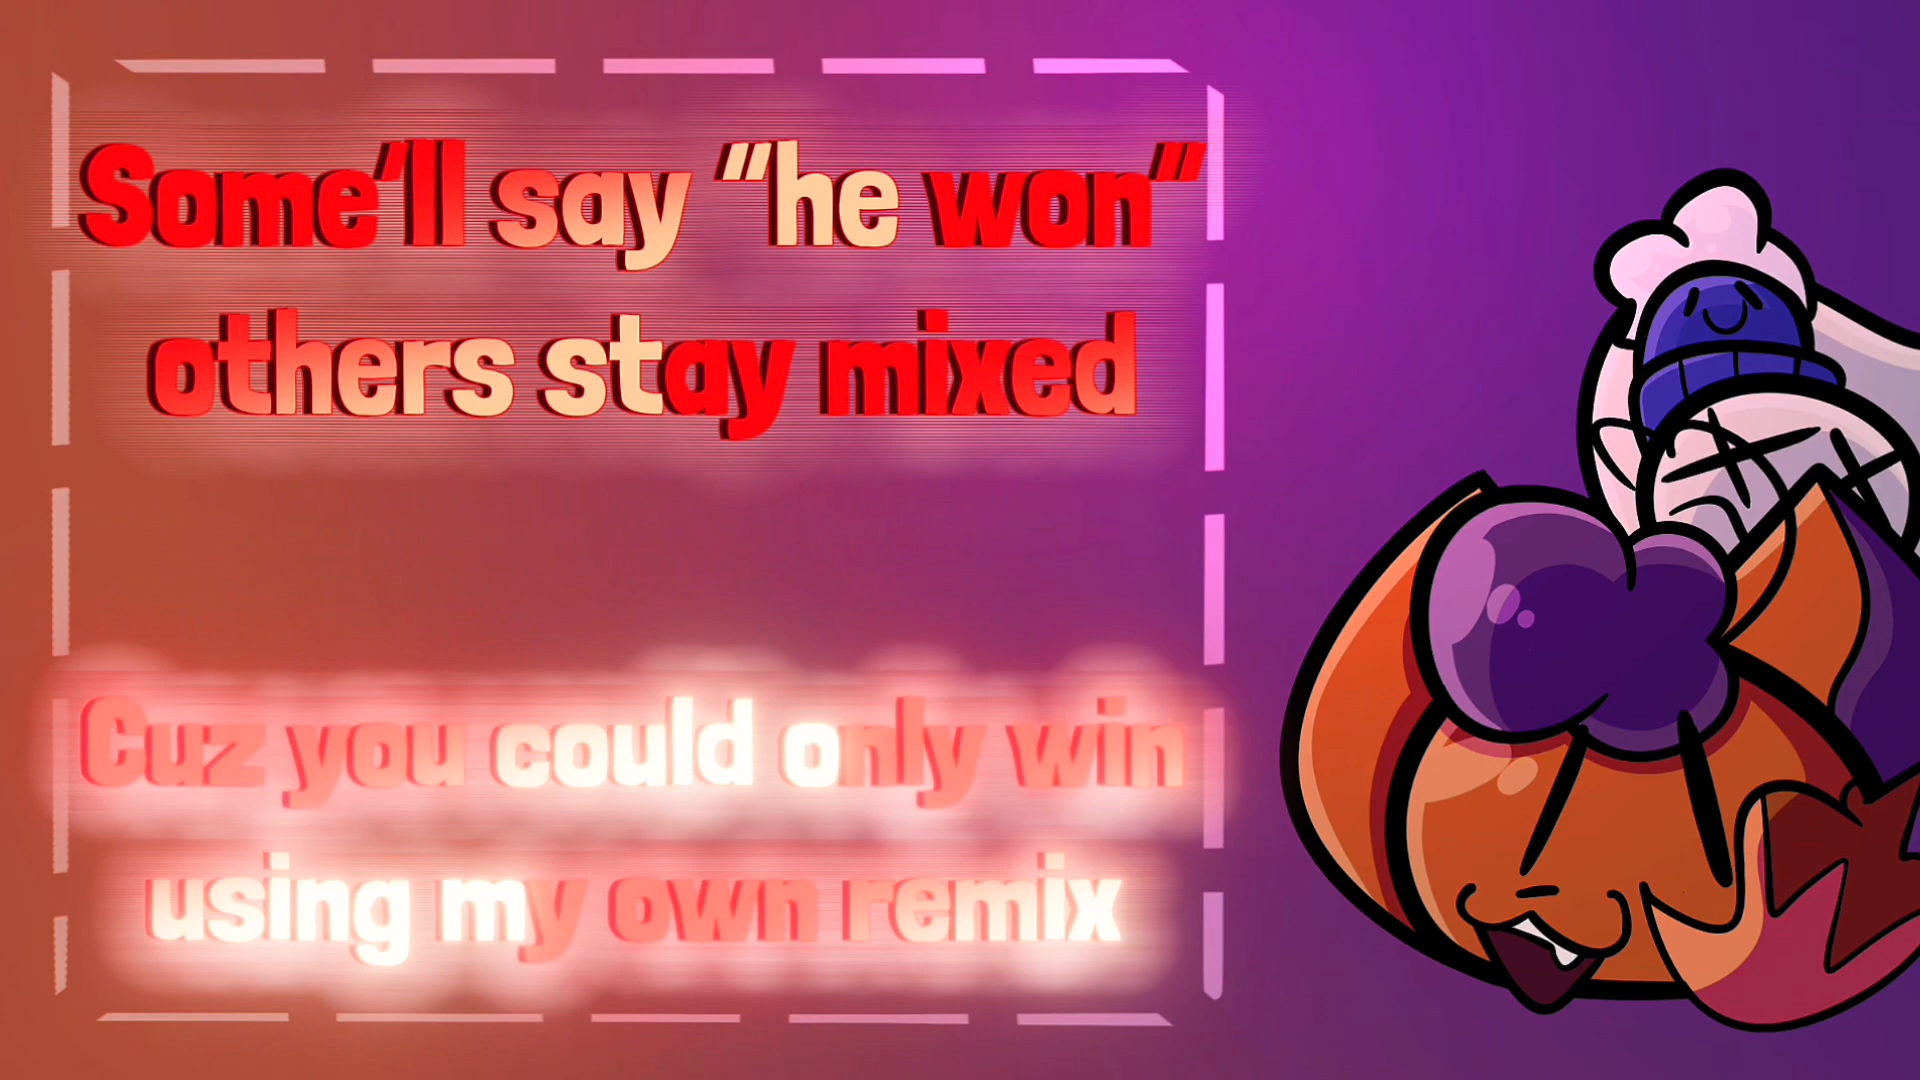 Some'll say "he won"
others stay mixed
Cuz you could only win
using my own remix